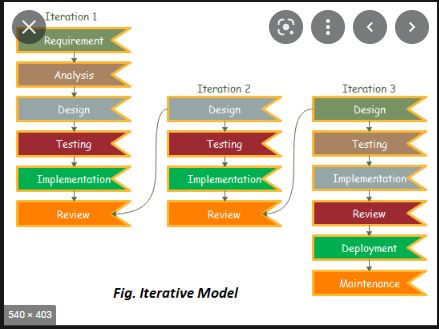 Iteration 1
Requirement
Analysis
Design
Testing
Implementation
Review
Iteration 2
Design
Testing
Implementation
Review
Iteration 3
Design
Testing
Implementation
Review
Deployment
Maintenance
Fig. Iterative Model
540 × 403